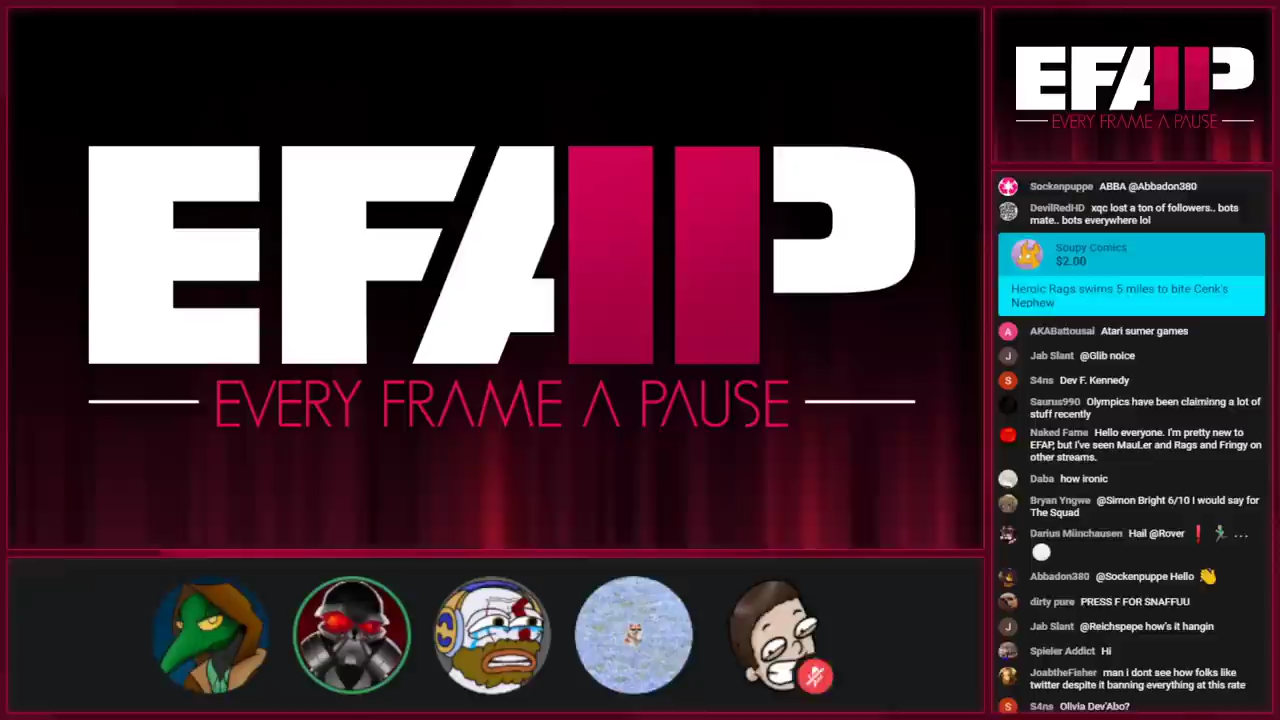 EFAP
EVERY FRAME A PAUSE
EFAP
EVERY FRAME A PAUSE
Sockenpuppe ABBA @Abbadon380
DevilRedHD xqc lost a ton of followers.. bots
mate.. bots everywhere lol
Soupy Comics
$2.00
Heroic Rags swims 5 miles to bite Cenk's
Nephew
A AKABattousai Atari sumer games
J Jab Slant @Glib noice
S S4ns Dev F. Kennedy
Saurus990 Olympics have been claiminng a lot of
stuff recently
Naked Fame Hello everyone. I'm pretty new to
EFAP, but I've seen MauLer and Rags and Fringy on
other streams.
Daba how ironic
Bryan Yngwe @Simon Bright 6/10 I would say for
The Squad
Darius Münchausen Hail @Rover ❗ 🏃 ...
Abbadon380 @Sockenpuppe Hello 👏
dirty pure PRESS F FOR SNAFFUU
J Jab Slant @Reichspepe how's it hangin
Spieler Addict Hi
JoabtheFisher man i dont see how folks like
twitter despite it banning everything at this rate
S S4ns Olivia Dev'Abo?